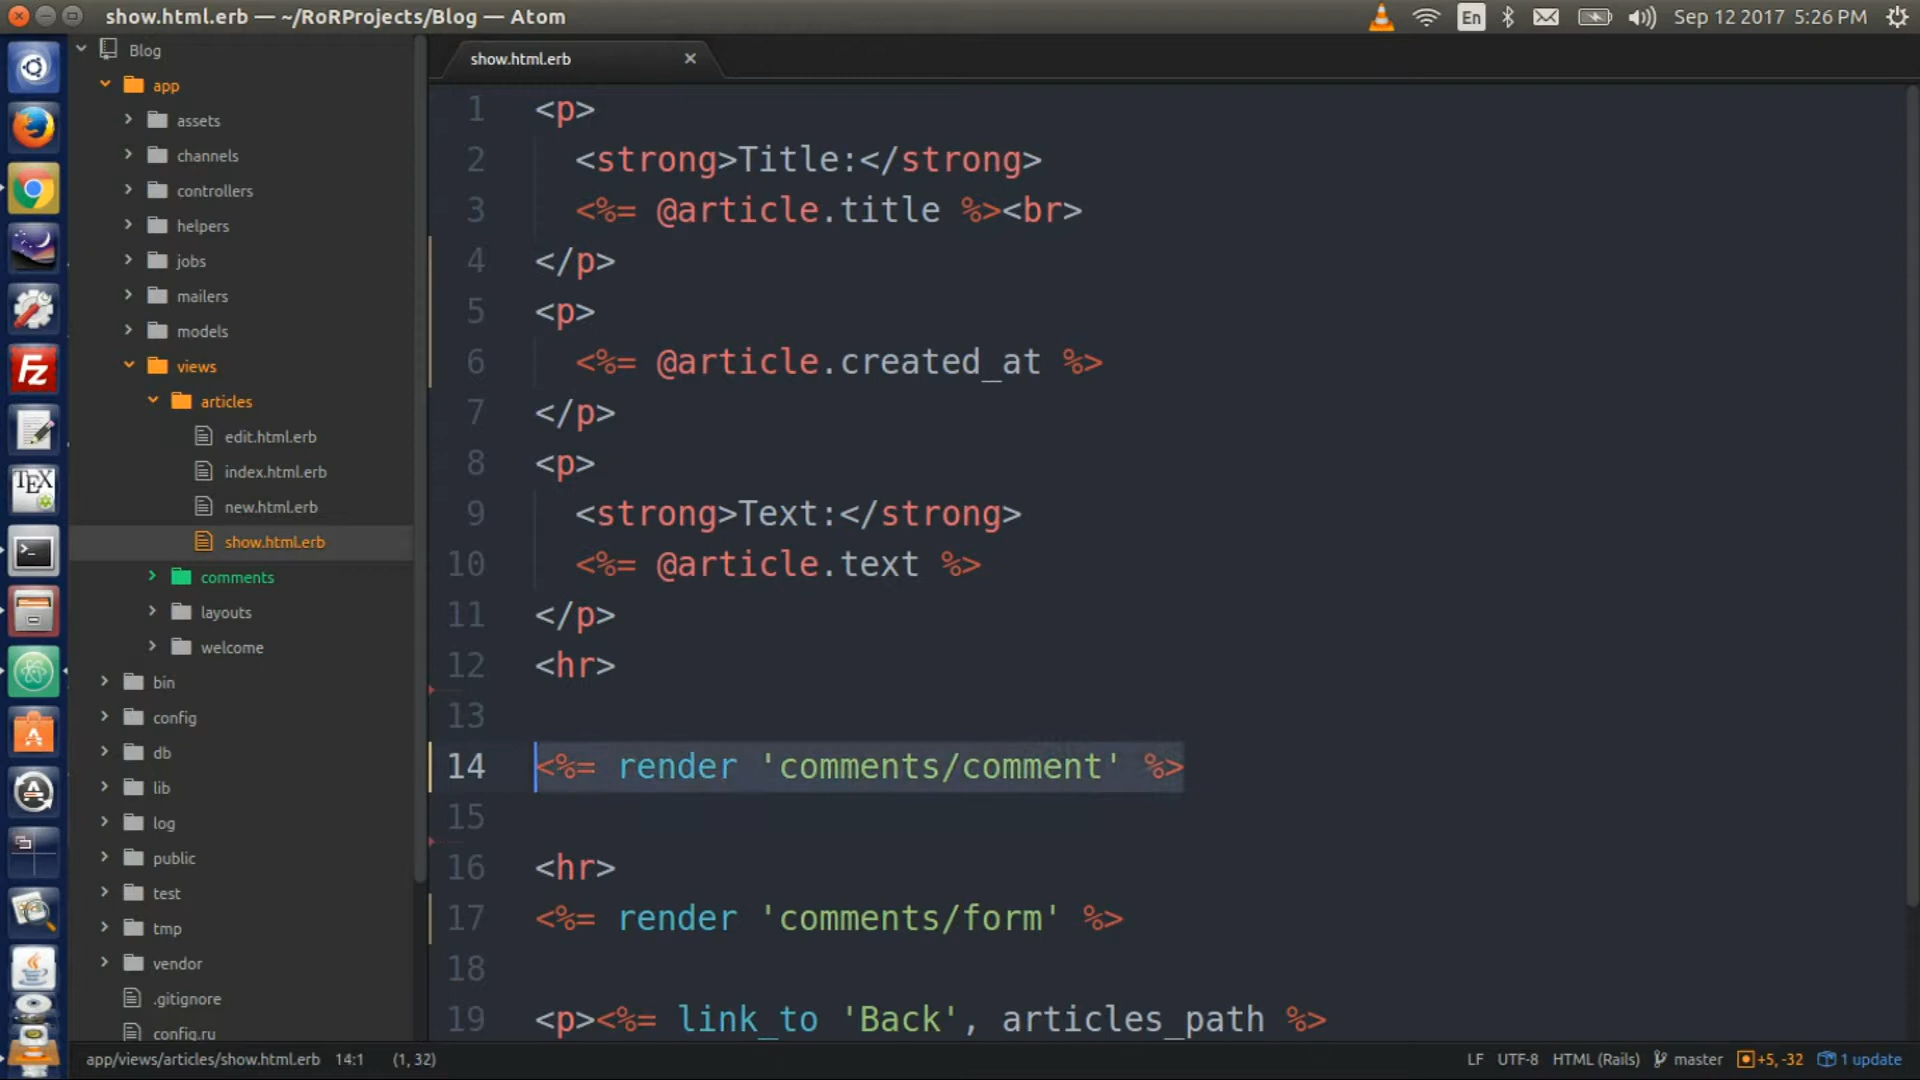 show.html.erb — ~/RoRProjects/Blog — Atom
En
Sep 12 2017 5:26 PM
Blog
app
assets
channels
controllers
helpers
jobs
mailers
models
views
articles
edit.html.erb
index.html.erb
new.html.erb
show.html.erb
comments
layouts
welcome
bin
config
db
lib
log
public
test
tmp
vendor
.gitignore
config.ru
show.html.erb
1 <p>
2 <strong>Title:</strong>
3 <%= @article.title %><br>
4 </p>
5 <p>
6 <%= @article.created_at %>
7 </p>
8 <p>
9 <strong>Text:</strong>
10 <%= @article.text %>
11 </p>
12 <hr>
13
14 <%= render 'comments/comment' %>
15
16 <hr>
17 <%= render 'comments/form' %>
18
19 <p><%= link_to 'Back', articles_path %>
app/views/articles/show.html.erb 14:1 (1, 32)
LF UTF-8 HTML (Rails) master +5, -32 1 update
FZ
TEX